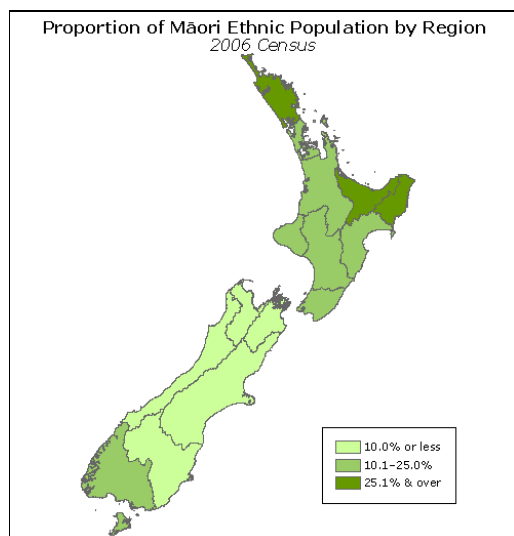 Proportion of Māori Ethnic Population by Region
2006 Census
10.0% or less
10.1–25.0%
25.1% & over